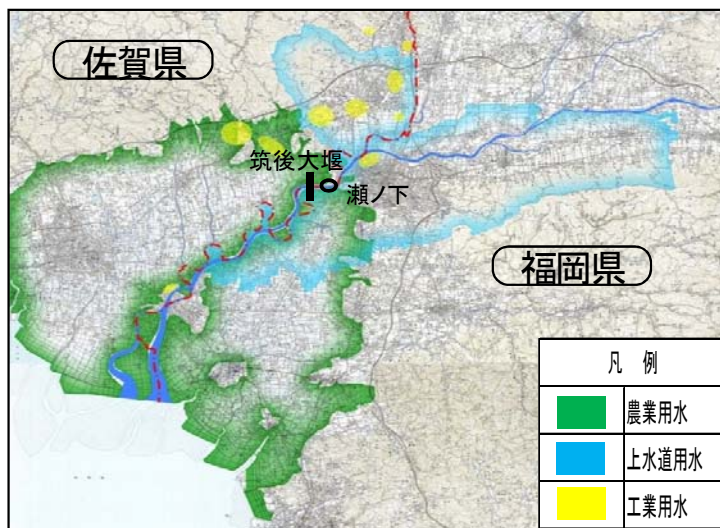 佐賀県
筑後大堰
瀬ノ下
福岡県
凡 例
農業用水
上水道用水
工業用水